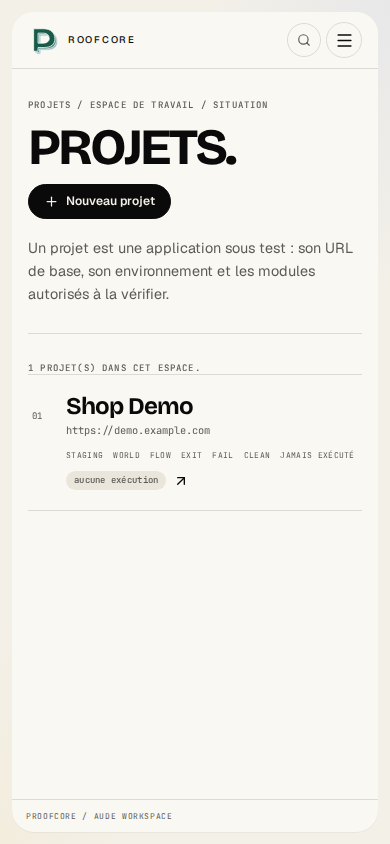 ROOFCORE
PROJETS / ESPACE DE TRAVAIL / SITUATION
PROJETS.
Nouveau projet
Un projet est une application sous test : son URL
de base, son environnement et les modules
autorisés à la vérifier.
1 PROJET(S) DANS CET ESPACE.
01
Shop Demo
https://demo.example.com
STAGING WORLD FLOW EXIT FAIL CLEAN JAMAIS EXÉCUTÉ
aucune exécution
PROOFCORE / AUDE WORKSPACE